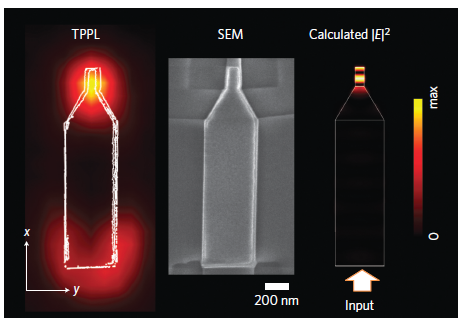 TPPL
SEM
Calculated |E|²
max
0
x
y
200 nm
Input